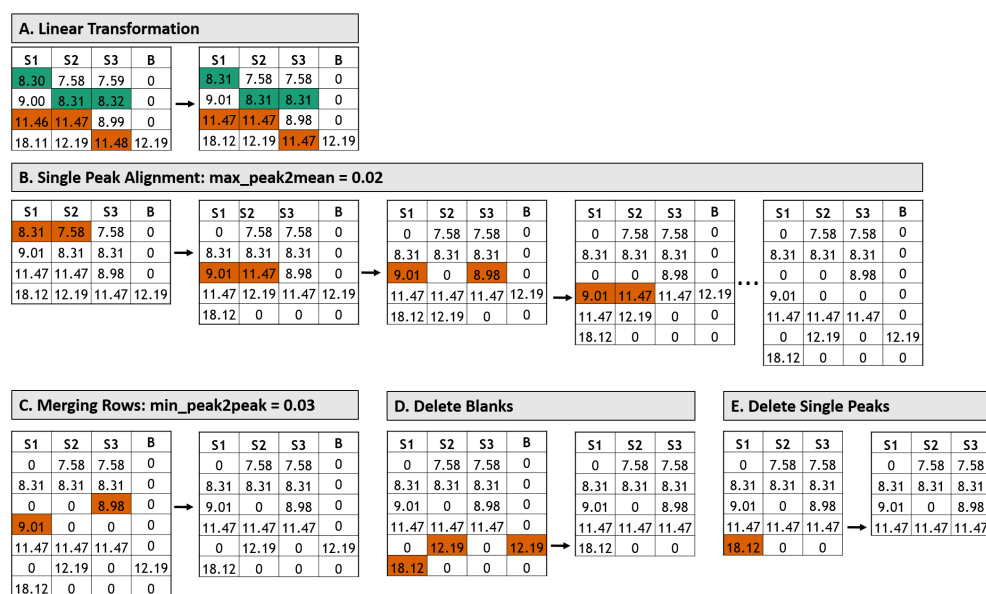 A. Linear Transformation
S1 S2 S3 B
8.30 7.58 7.59 0
9.00 8.31 8.32 0
11.46 11.47 8.99 0
18.11 12.19 11.48 12.19
S1 S2 S3 B
8.31 7.58 7.58 0
9.01 8.31 8.31 0
11.47 11.47 8.98 0
18.12 12.19 11.47 12.19
B. Single Peak Alignment: max_peak2mean = 0.02
S1 S2 S3 B
8.31 7.58 7.58 0
9.01 8.31 8.31 0
11.47 11.47 8.98 0
18.12 12.19 11.47 12.19
S1 S2 S3 B
0 7.58 7.58 0
8.31 8.31 8.31 0
9.01 11.47 8.98 0
11.47 12.19 11.47 12.19
18.12 0 0 0
S1 S2 S3 B
0 7.58 7.58 0
8.31 8.31 8.31 0
9.01 0 8.98 0
11.47 11.47 11.47 12.19
18.12 12.19 0 0
S1 S2 S3 B
0 7.58 7.58 0
8.31 8.31 8.31 0
0 0 8.98 0
9.01 11.47 11.47 12.19
11.47 12.19 0 0
18.12 0 0 0
...
S1 S2 S3 B
0 7.58 7.58 0
8.31 8.31 8.31 0
0 0 8.98 0
9.01 0 0 0
11.47 11.47 11.47 0
0 12.19 0 12.19
18.12 0 0 0
C. Merging Rows: min_peak2peak = 0.03
S1 S2 S3 B
0 7.58 7.58 0
8.31 8.31 8.31 0
0 0 8.98 0
9.01 0 0 0
11.47 11.47 11.47 0
0 12.19 0 12.19
18.12 0 0 0
S1 S2 S3 B
0 7.58 7.58 0
8.31 8.31 8.31 0
9.01 0 8.98 0
11.47 11.47 11.47 0
0 12.19 0 12.19
18.12 0 0 0
D. Delete Blanks
S1 S2 S3 B
0 7.58 7.58 0
8.31 8.31 8.31 0
9.01 0 8.98 0
11.47 11.47 11.47 0
0 12.19 0 12.19
18.12 0 0 0
S1 S2 S3
0 7.58 7.58
8.31 8.31 8.31
9.01 0 8.98
11.47 11.47 11.47
18.12 0 0
E. Delete Single Peaks
S1 S2 S3
0 7.58 7.58
8.31 8.31 8.31
9.01 0 8.98
11.47 11.47 11.47
18.12 0 0
S1 S2 S3
0 7.58 7.58
8.31 8.31 8.31
9.01 0 8.98
11.47 11.47 11.47